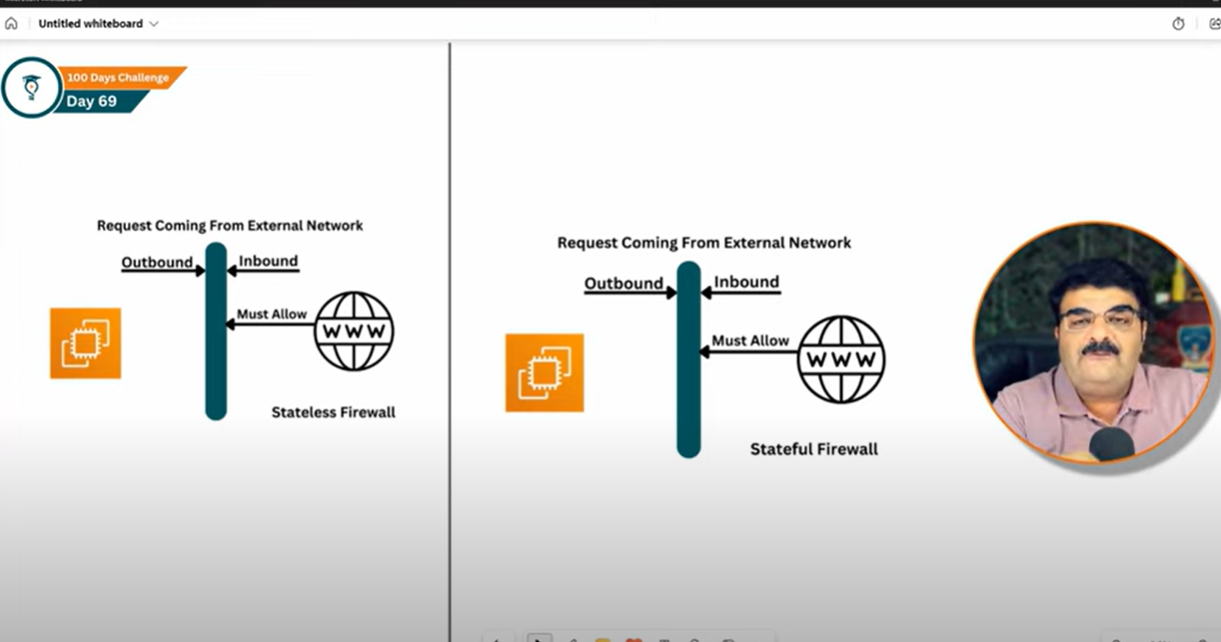 Untitled whiteboard
100 Days Challenge
Day 69
Request Coming From External Network
Outbound
Inbound
Must Allow
WWW
Stateless Firewall
Request Coming From External Network
Outbound
Inbound
Must Allow
WWW
Stateful Firewall